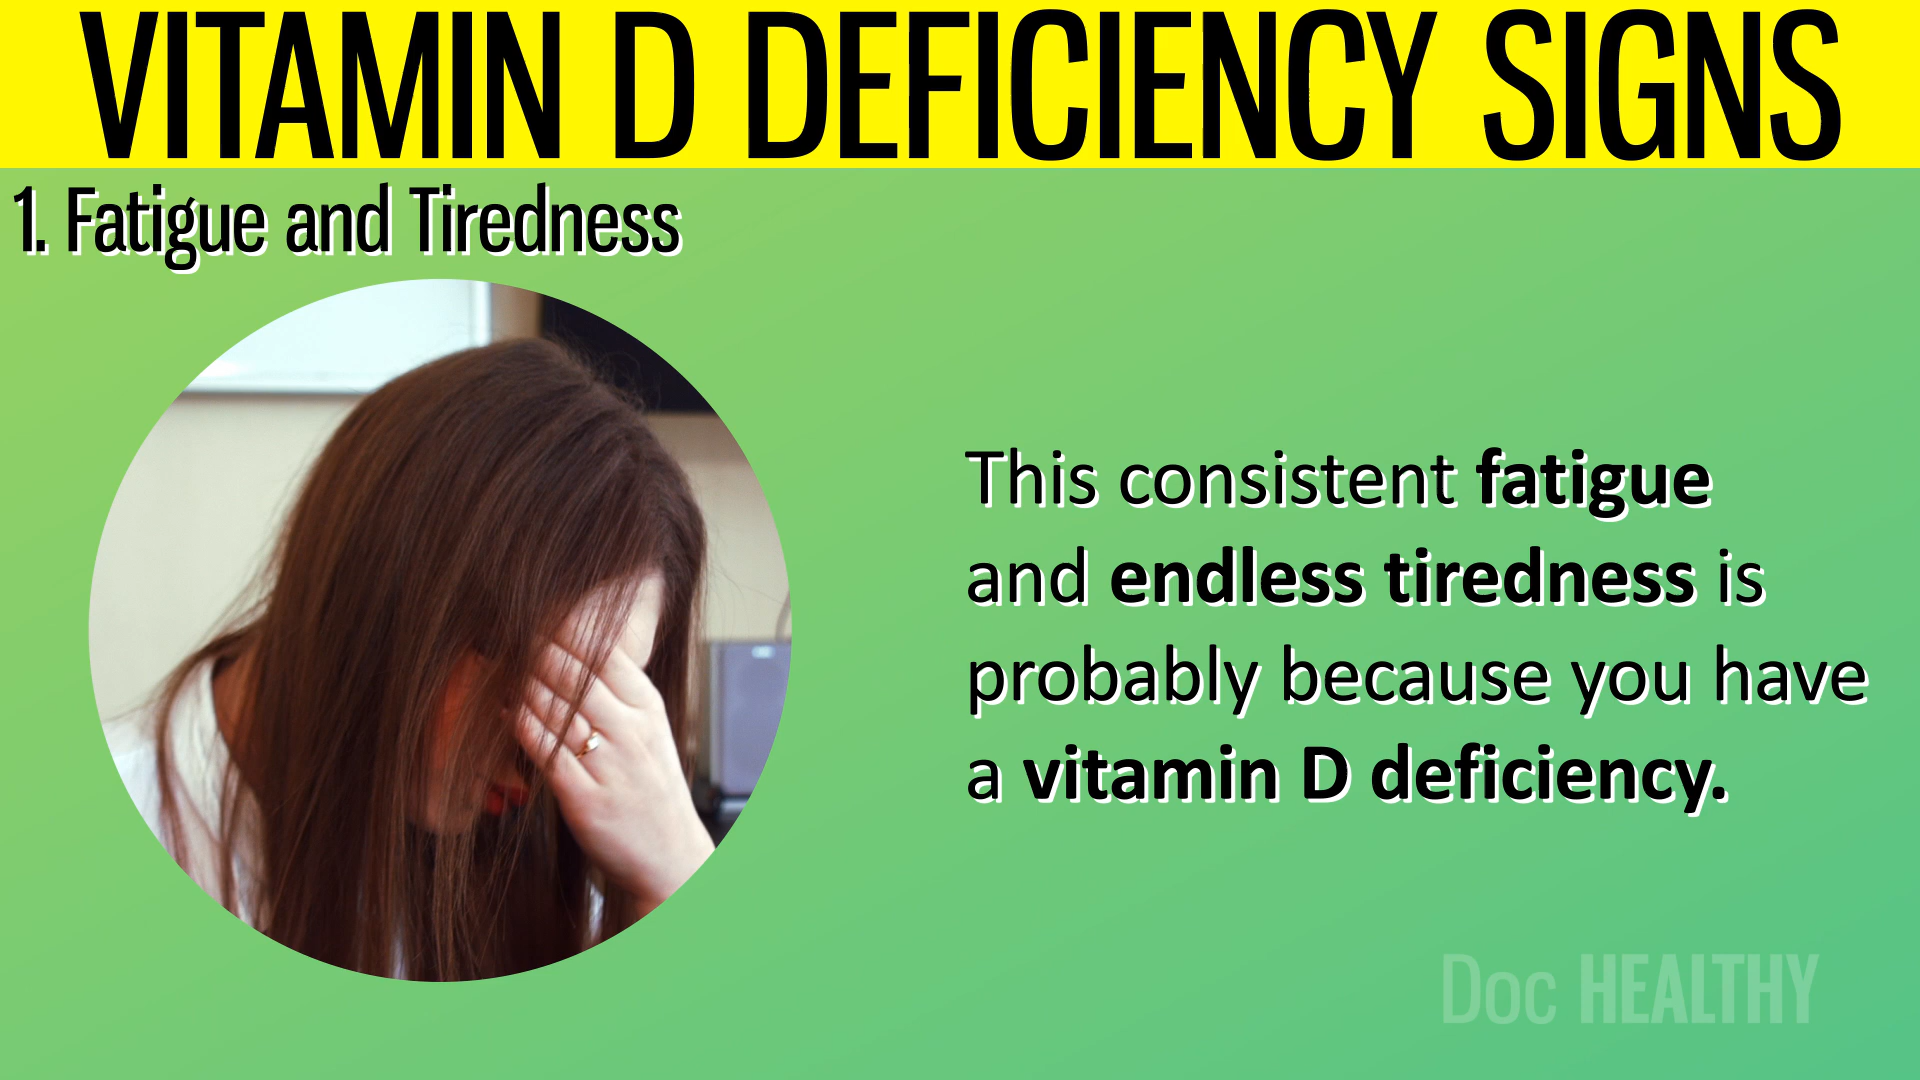 VITAMIN D DEFICIENCY SIGNS
1. Fatigue and Tiredness
This consistent fatigue
and endless tiredness is
probably because you have
a vitamin D deficiency.
Doc HEALTHY